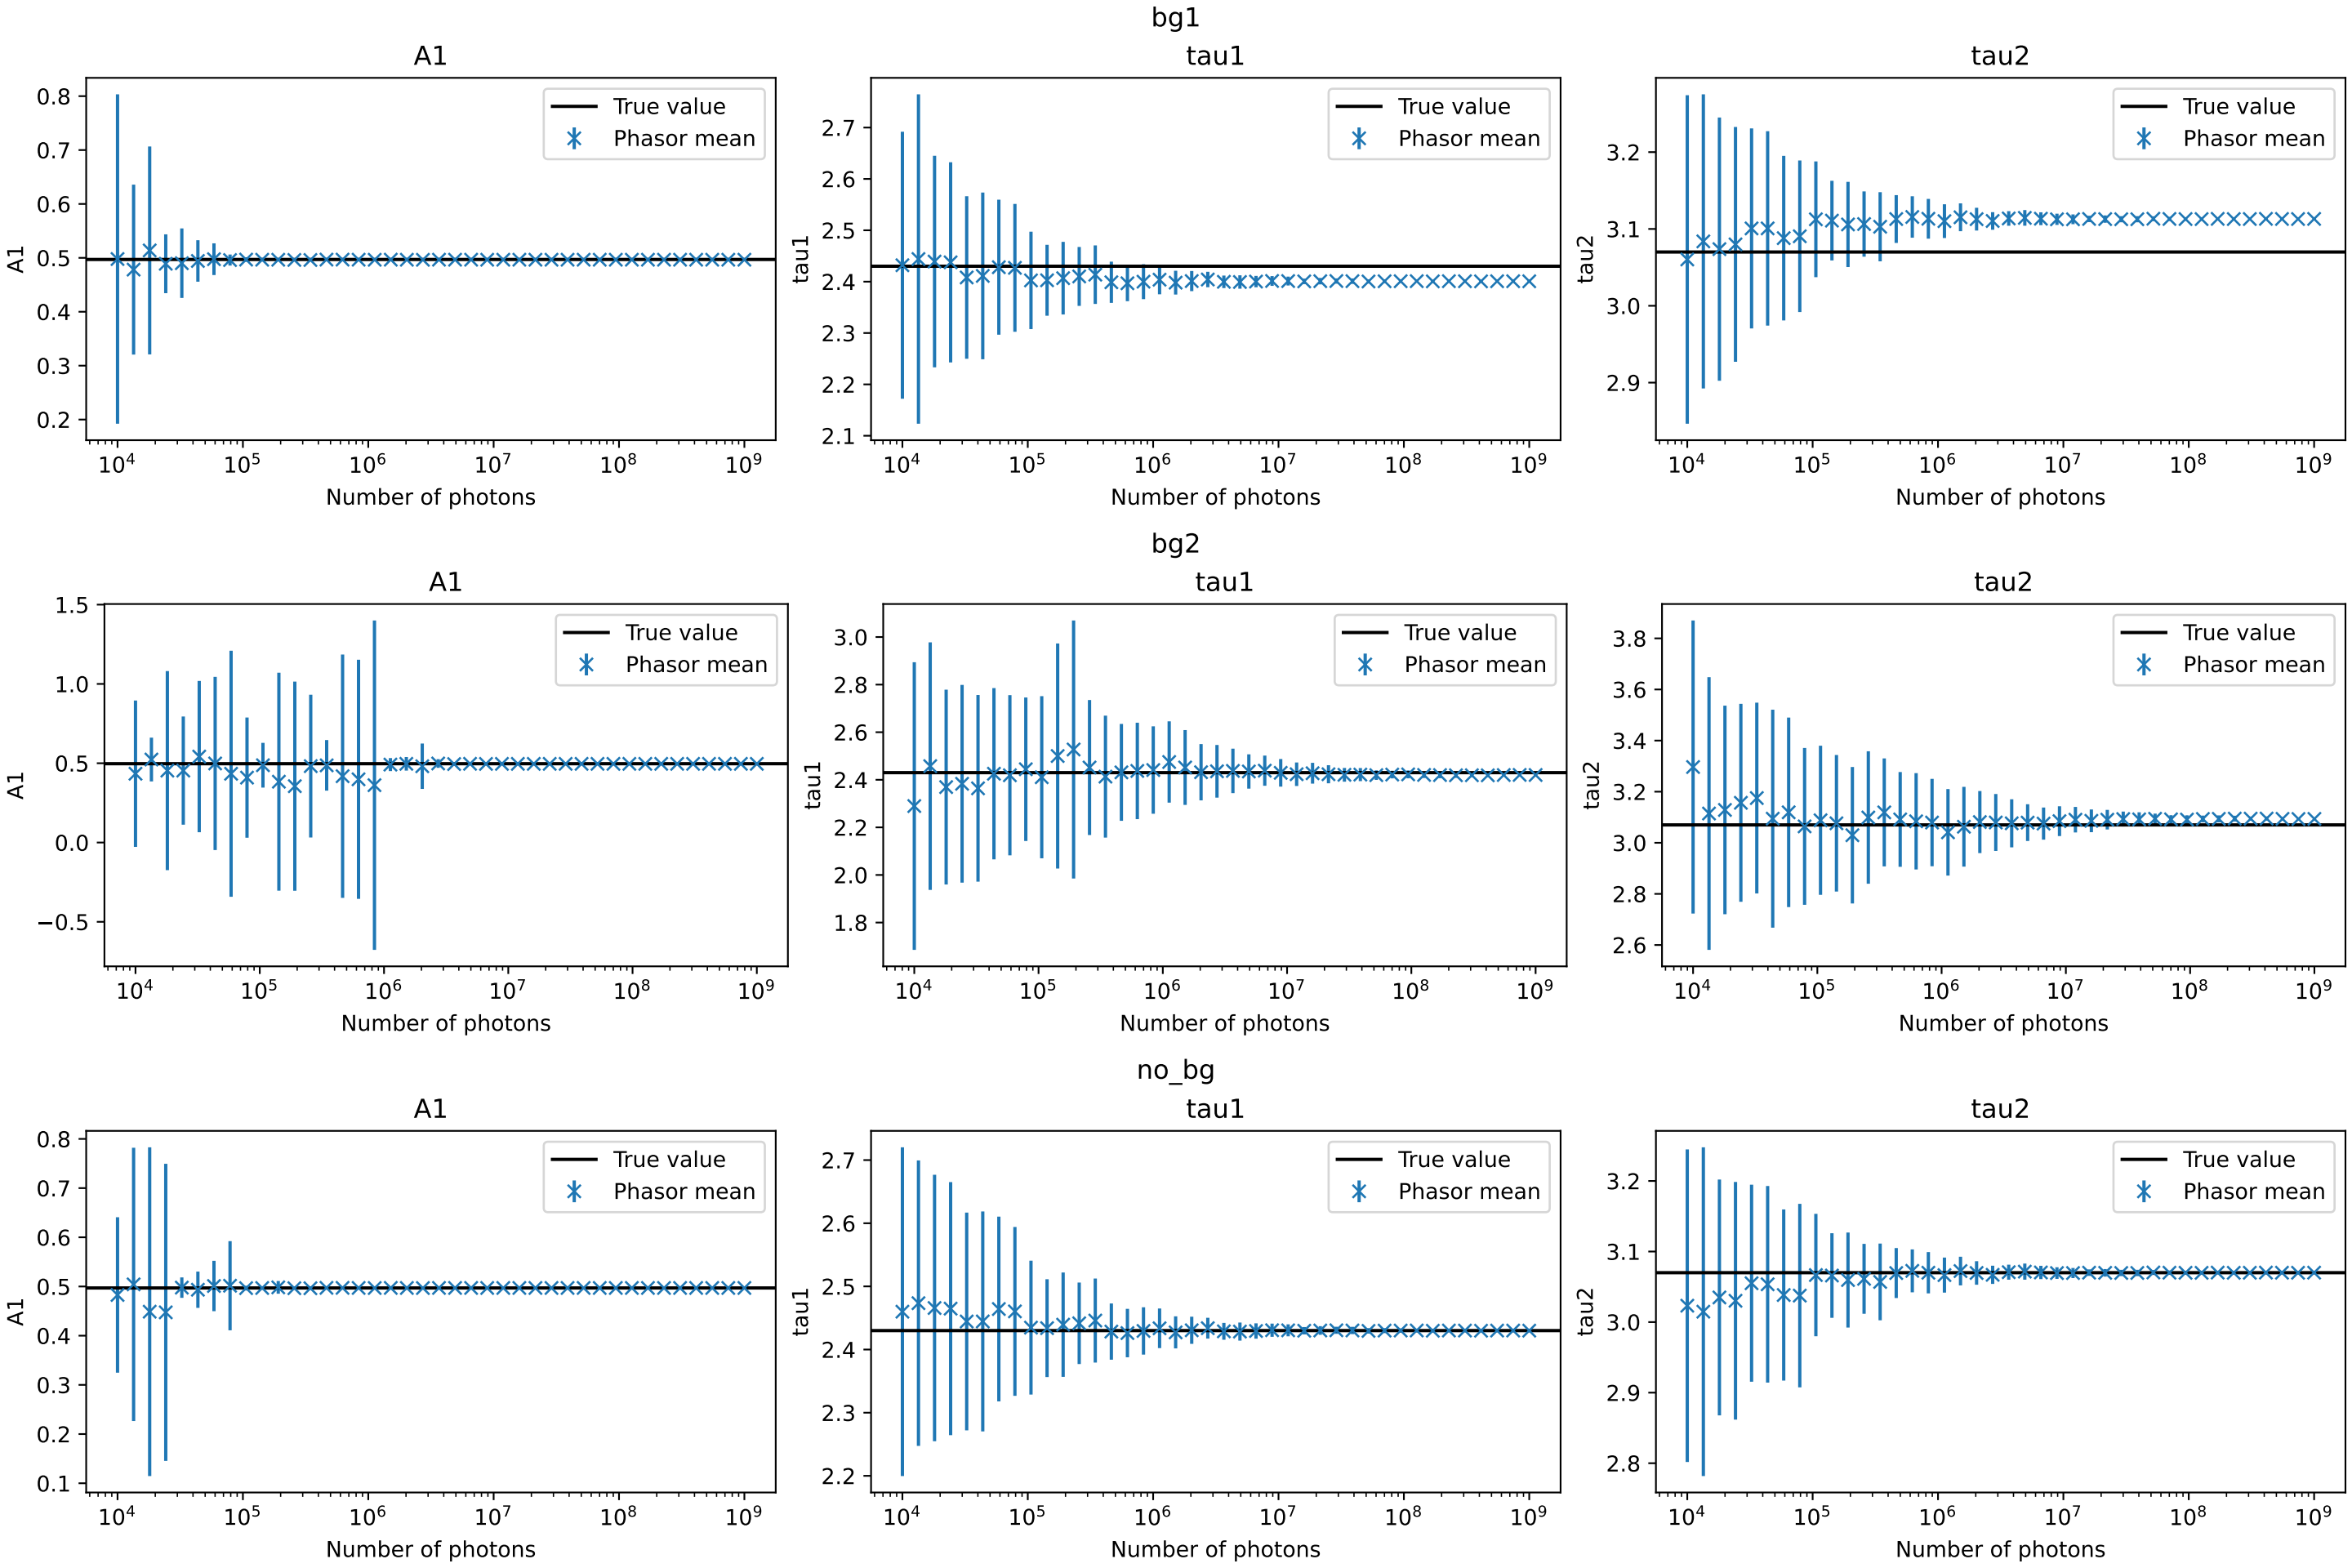 bg1
A1 tau1 tau2
True value
Phasor mean
True value
Phasor mean
True value
Phasor mean
A1
0.8
0.7
0.6
0.5
0.4
0.3
0.2
tau1
2.7
2.6
2.5
2.4
2.3
2.2
2.1
tau2
3.2
3.1
3.0
2.9
10⁴ 10⁵ 10⁶ 10⁷ 10⁸ 10⁹
10⁴ 10⁵ 10⁶ 10⁷ 10⁸ 10⁹
10⁴ 10⁵ 10⁶ 10⁷ 10⁸ 10⁹
Number of photons
Number of photons
Number of photons
bg2
A1 tau1 tau2
True value
Phasor mean
True value
Phasor mean
True value
Phasor mean
A1
1.5
1.0
0.5
0.0
−0.5
tau1
3.0
2.8
2.6
2.4
2.2
2.0
1.8
tau2
3.8
3.6
3.4
3.2
3.0
2.8
2.6
10⁴ 10⁵ 10⁶ 10⁷ 10⁸ 10⁹
10⁴ 10⁵ 10⁶ 10⁷ 10⁸ 10⁹
10⁴ 10⁵ 10⁶ 10⁷ 10⁸ 10⁹
Number of photons
Number of photons
Number of photons
no_bg
A1 tau1 tau2
True value
Phasor mean
True value
Phasor mean
True value
Phasor mean
A1
0.8
0.7
0.6
0.5
0.4
0.3
0.2
0.1
tau1
2.7
2.6
2.5
2.4
2.3
2.2
tau2
3.2
3.1
3.0
2.9
2.8
10⁴ 10⁵ 10⁶ 10⁷ 10⁸ 10⁹
10⁴ 10⁵ 10⁶ 10⁷ 10⁸ 10⁹
10⁴ 10⁵ 10⁶ 10⁷ 10⁸ 10⁹
Number of photons
Number of photons
Number of photons